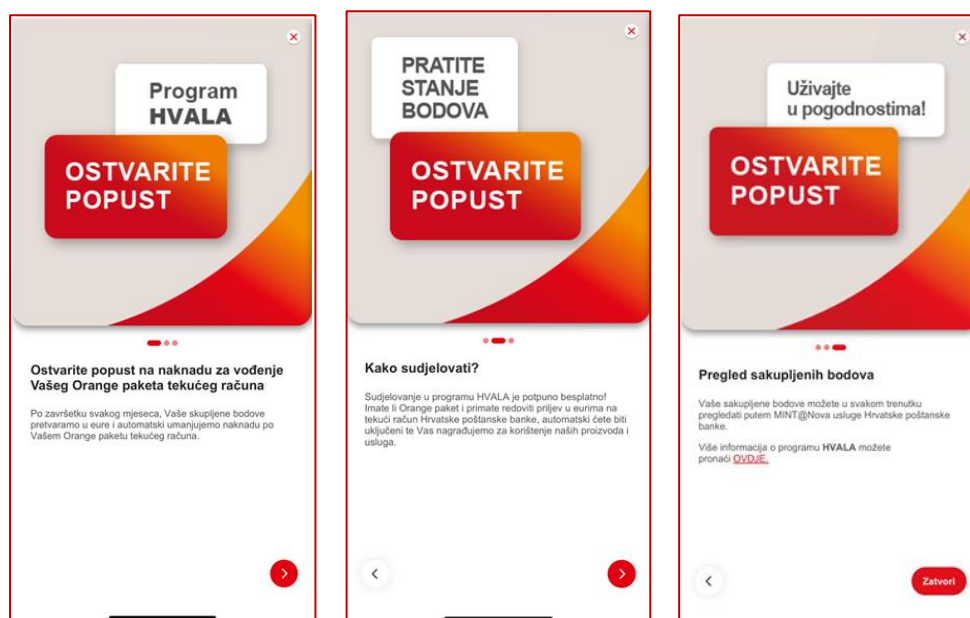 Program
HVALA
OSTVARITE
POPUST
Ostvarite popust na naknadu za vođenje
Vašeg Orange paketa tekućeg računa
Po završetku svakog mjeseca, Vaše skupljene bodove
pretvaramo u eure i automatski umanjujemo naknadu po
Vašem Orange paketu tekućeg računa.
PRATITE
STANJE
BODOVA
OSTVARITE
POPUST
Kako sudjelovati?
Sudjelovanje u programu HVALA je potpuno besplatno!
Imate li Orange paket i primate redoviti priljev u eurima na
tekući račun Hrvatske poštanske banke, automatski ćete biti
uključeni te Vas nagrađujemo za korištenje naših proizvoda i
usluga.
Uživajte
u pogodnostima!
OSTVARITE
POPUST
Pregled sakupljenih bodova
Vaše sakupljene bodove možete u svakom trenutku
pregledati putem MINT@Nova usluge Hrvatske poštanske
banke.
Više informacija o programu HVALA možete
pronaći OVDJE.
Zatvori